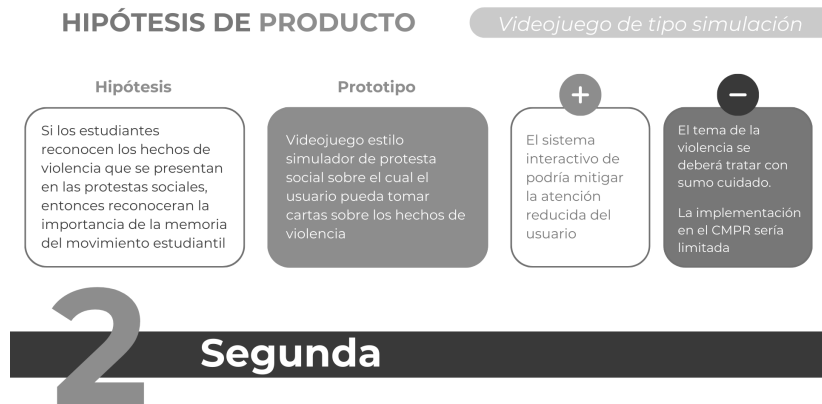 HIPÓTESIS DE PRODUCTO
Videojuego de tipo simulación
Hipótesis
Si los estudiantes
reconocen los hechos de
violencia que se presentan
en las protestas sociales,
entonces reconoceran la
importancia de la memoria
del movimiento estudiantil
Prototipo
Videojuego estilo
simulador de protesta
social sobre el cual el
usuario pueda tomar
cartas sobre los hechos de
violencia
+
El sistema
interactivo de
podría mitigar
la atención
reducida del
usuario
−
El tema de la
violencia se
deberá tratar con
sumo cuidado.
La implementación
en el CMPR sería
limitada
2
Segunda